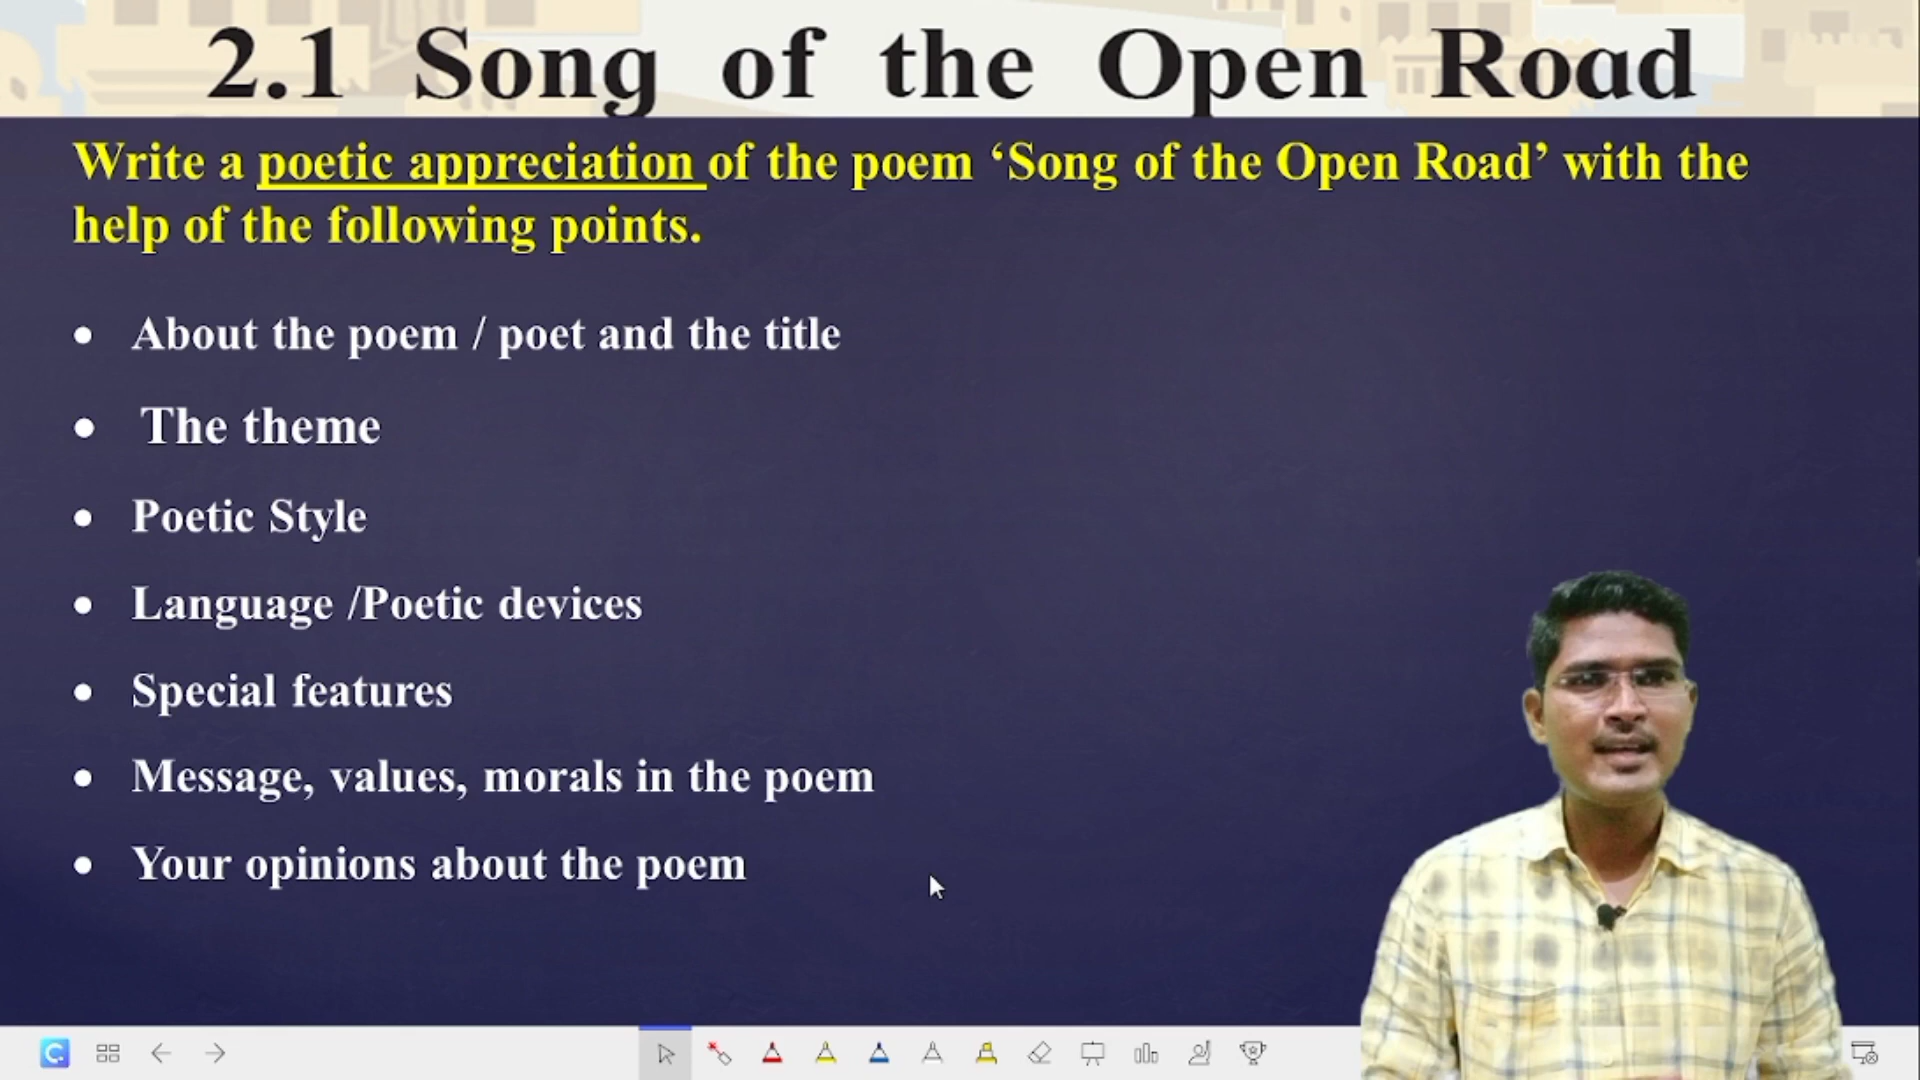 2.1 Song of the Open Road
Write a poetic appreciation of the poem ‘Song of the Open Road’ with the
help of the following points.
• About the poem / poet and the title
• The theme
• Poetic Style
• Language /Poetic devices
• Special features
• Message, values, morals in the poem
• Your opinions about the poem